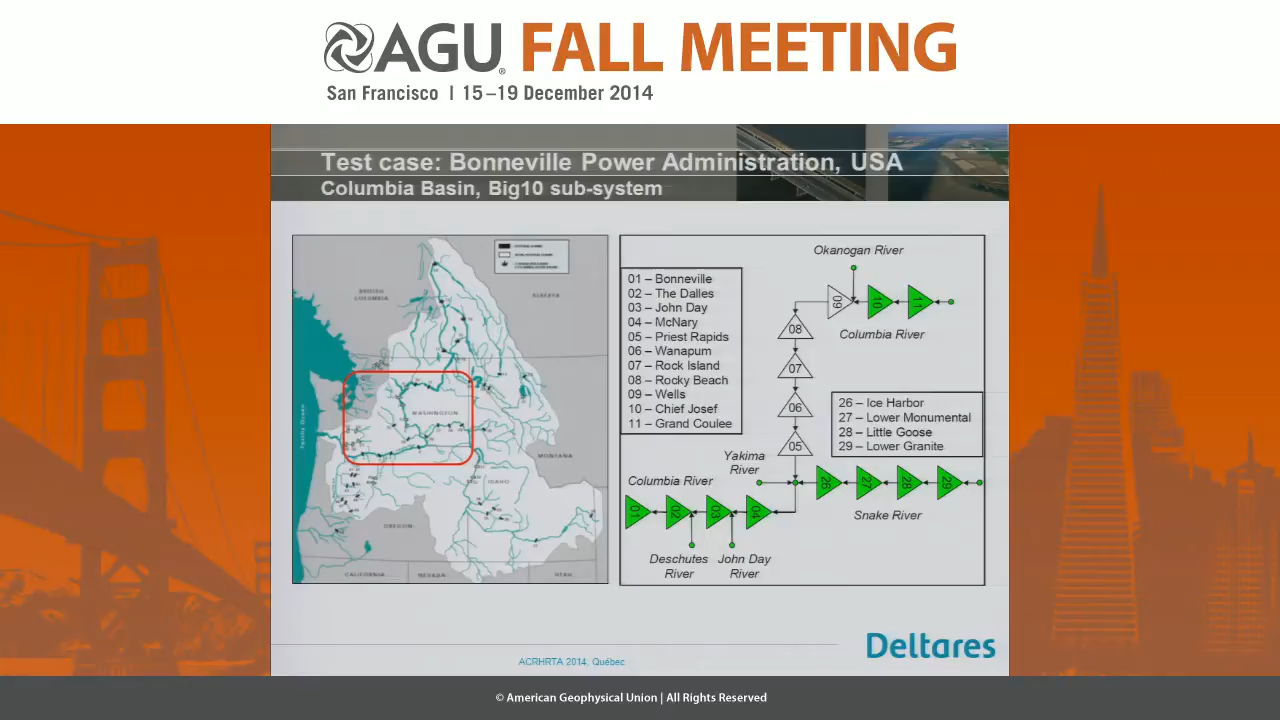 AGU FALL MEETING
San Francisco | 15–19 December 2014
Test case: Bonneville Power Administration, USA
Columbia Basin, Big10 sub-system
BRITISH
COLUMBIA
ALBERTA
WASHINGTON
Pacific Ocean
MONTANA
IDAHO
OREGON
CALIFORNIA
NEVADA
UTAH
01 – Bonneville
02 – The Dalles
03 – John Day
04 – McNary
05 – Priest Rapids
06 – Wanapum
07 – Rock Island
08 – Rocky Beach
09 – Wells
10 – Chief Josef
11 – Grand Coulee
Okanogan River
09
10
11
Columbia River
08
07
06
05
26 – Ice Harbor
27 – Lower Monumental
28 – Little Goose
29 – Lower Granite
Yakima
River
Columbia River
26
27
28
29
Snake River
01
02
03
04
Deschutes
River
John Day
River
Deltares
ACRHRTA 2014, Québec
© American Geophysical Union | All Rights Reserved